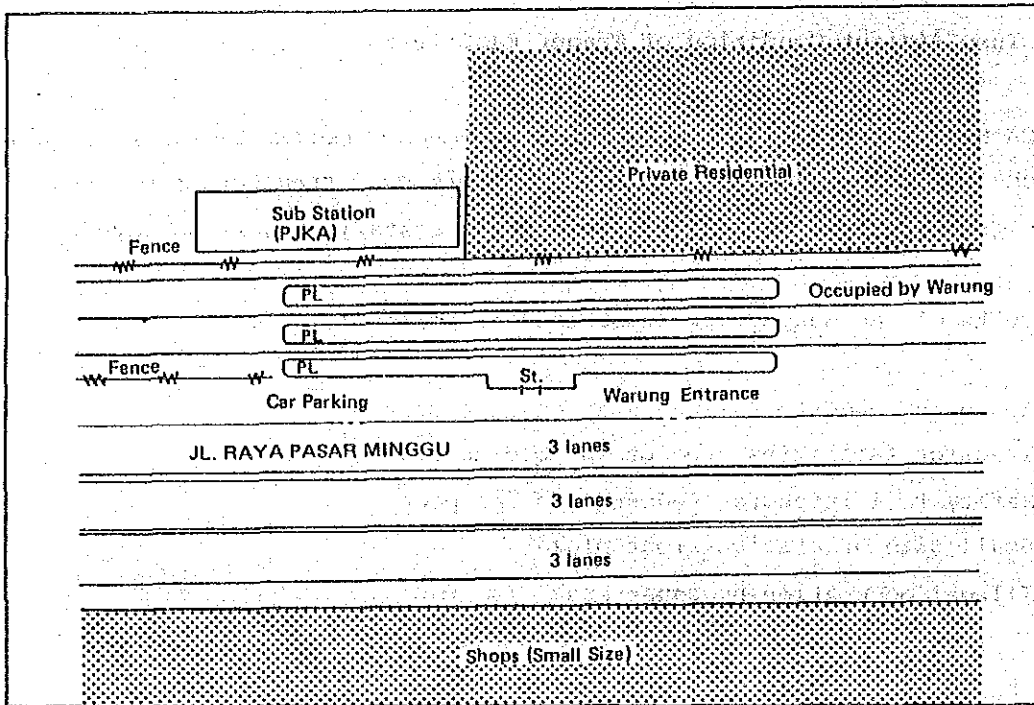 Private Residential
Sub Station
(PJKA)
Fence
PL
Occupied by Warung
PL
Fence
PL
St.
Car Parking
Warung Entrance
JL. RAYA PASAR MINGGU
3 lanes
3 lanes
3 lanes
Shops (Small Size)